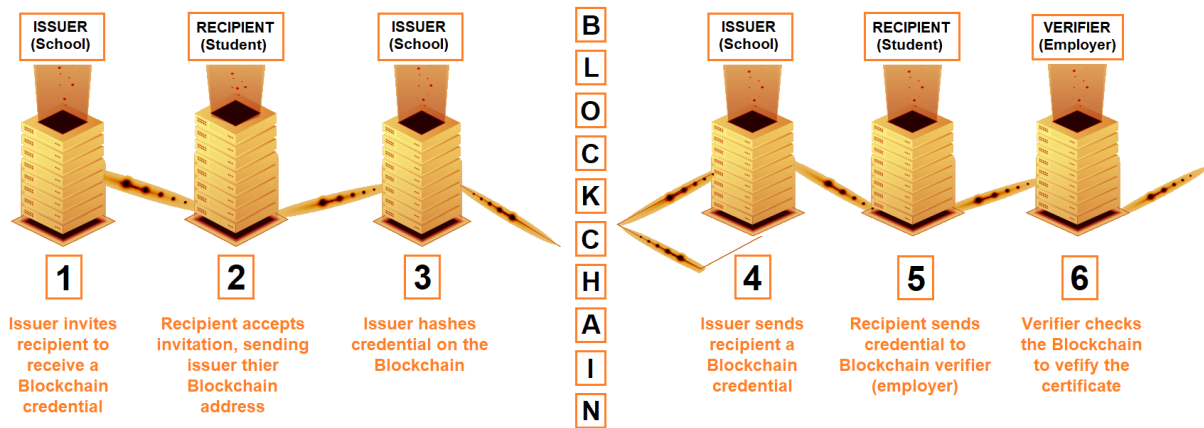 ISSUER
(School)
RECIPIENT
(Student)
ISSUER
(School)
B
L
O
C
K
C
H
A
I
N
ISSUER
(School)
RECIPIENT
(Student)
VERIFIER
(Employer)
1
Issuer invites
recipient to
receive a
Blockchain
credential
2
Recipient accepts
invitation, sending
issuer thier
Blockchain
address
3
Issuer hashes
credential on the
Blockchain
4
Issuer sends
recipient a
Blockchain
credential
5
Recipient sends
credential to
Blockchain verifier
(employer)
6
Verifier checks
the Blockchain
to vefify the
certificate